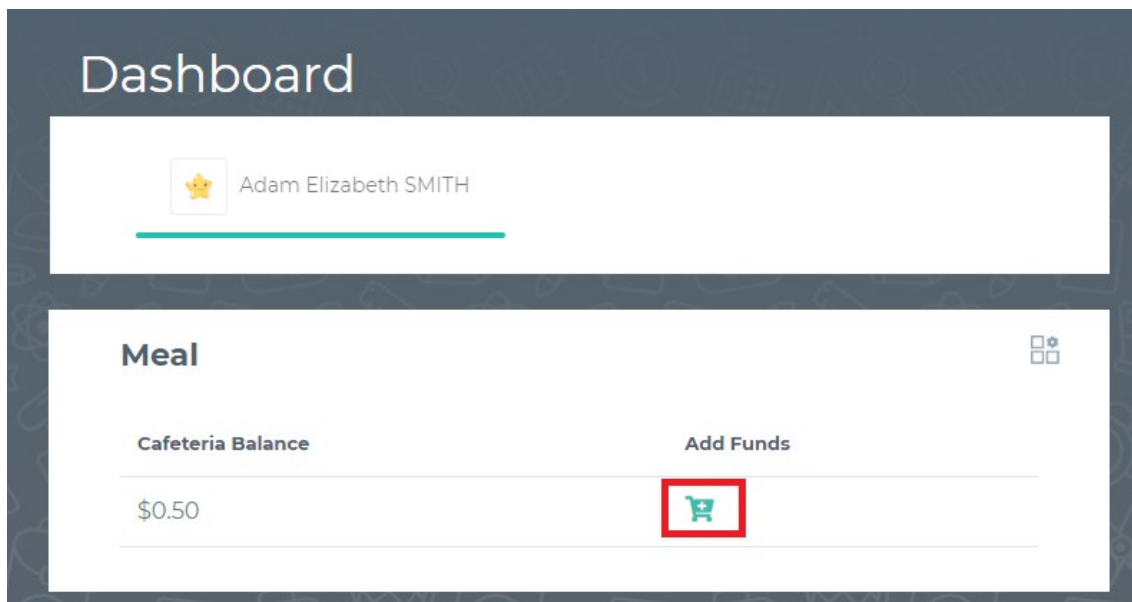 Dashboard
Adam Elizabeth SMITH
Meal
Cafeteria Balance Add Funds
$0.50